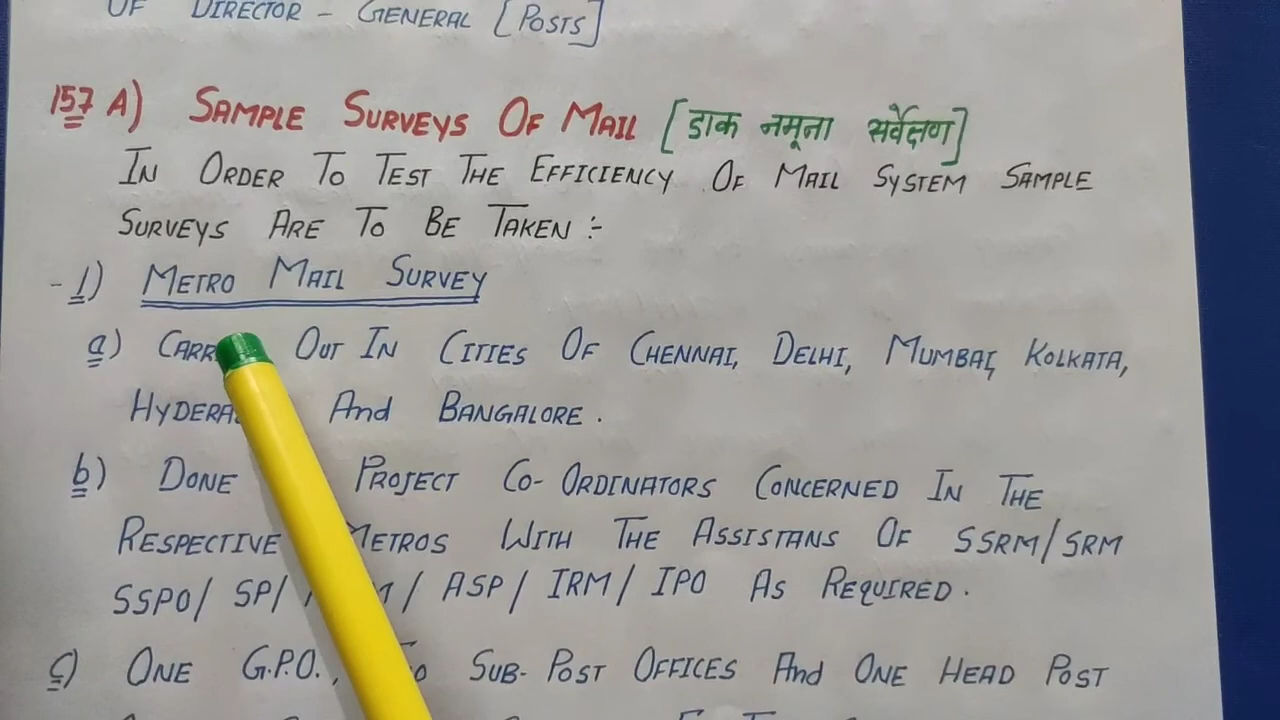 OF DIRECTOR - GENERAL [POSTS]
157 A) SAMPLE SURVEYS OF MAIL [डाक नमूना सर्वेक्षण]
IN ORDER TO TEST THE EFFICIENCY OF MAIL SYSTEM SAMPLE
SURVEYS ARE TO BE TAKEN :-
-1) METRO MAIL SURVEY
a) OUT IN CITIES OF CHENNAI, DELHI, MUMBAI, KOLKATA,
And BANGALORE .
b) DONE PROJECT CO-ORDINATORS CONCERNED IN THE
RESPECTIVE METROS WITH THE ASSISTANS OF SSRM/SRM
SSPO/ SP/ / ASP/ IRM/ IPO AS REQUIRED .
c) ONE G.P.O., SUB-POST OFFICES And ONE HEAD POST